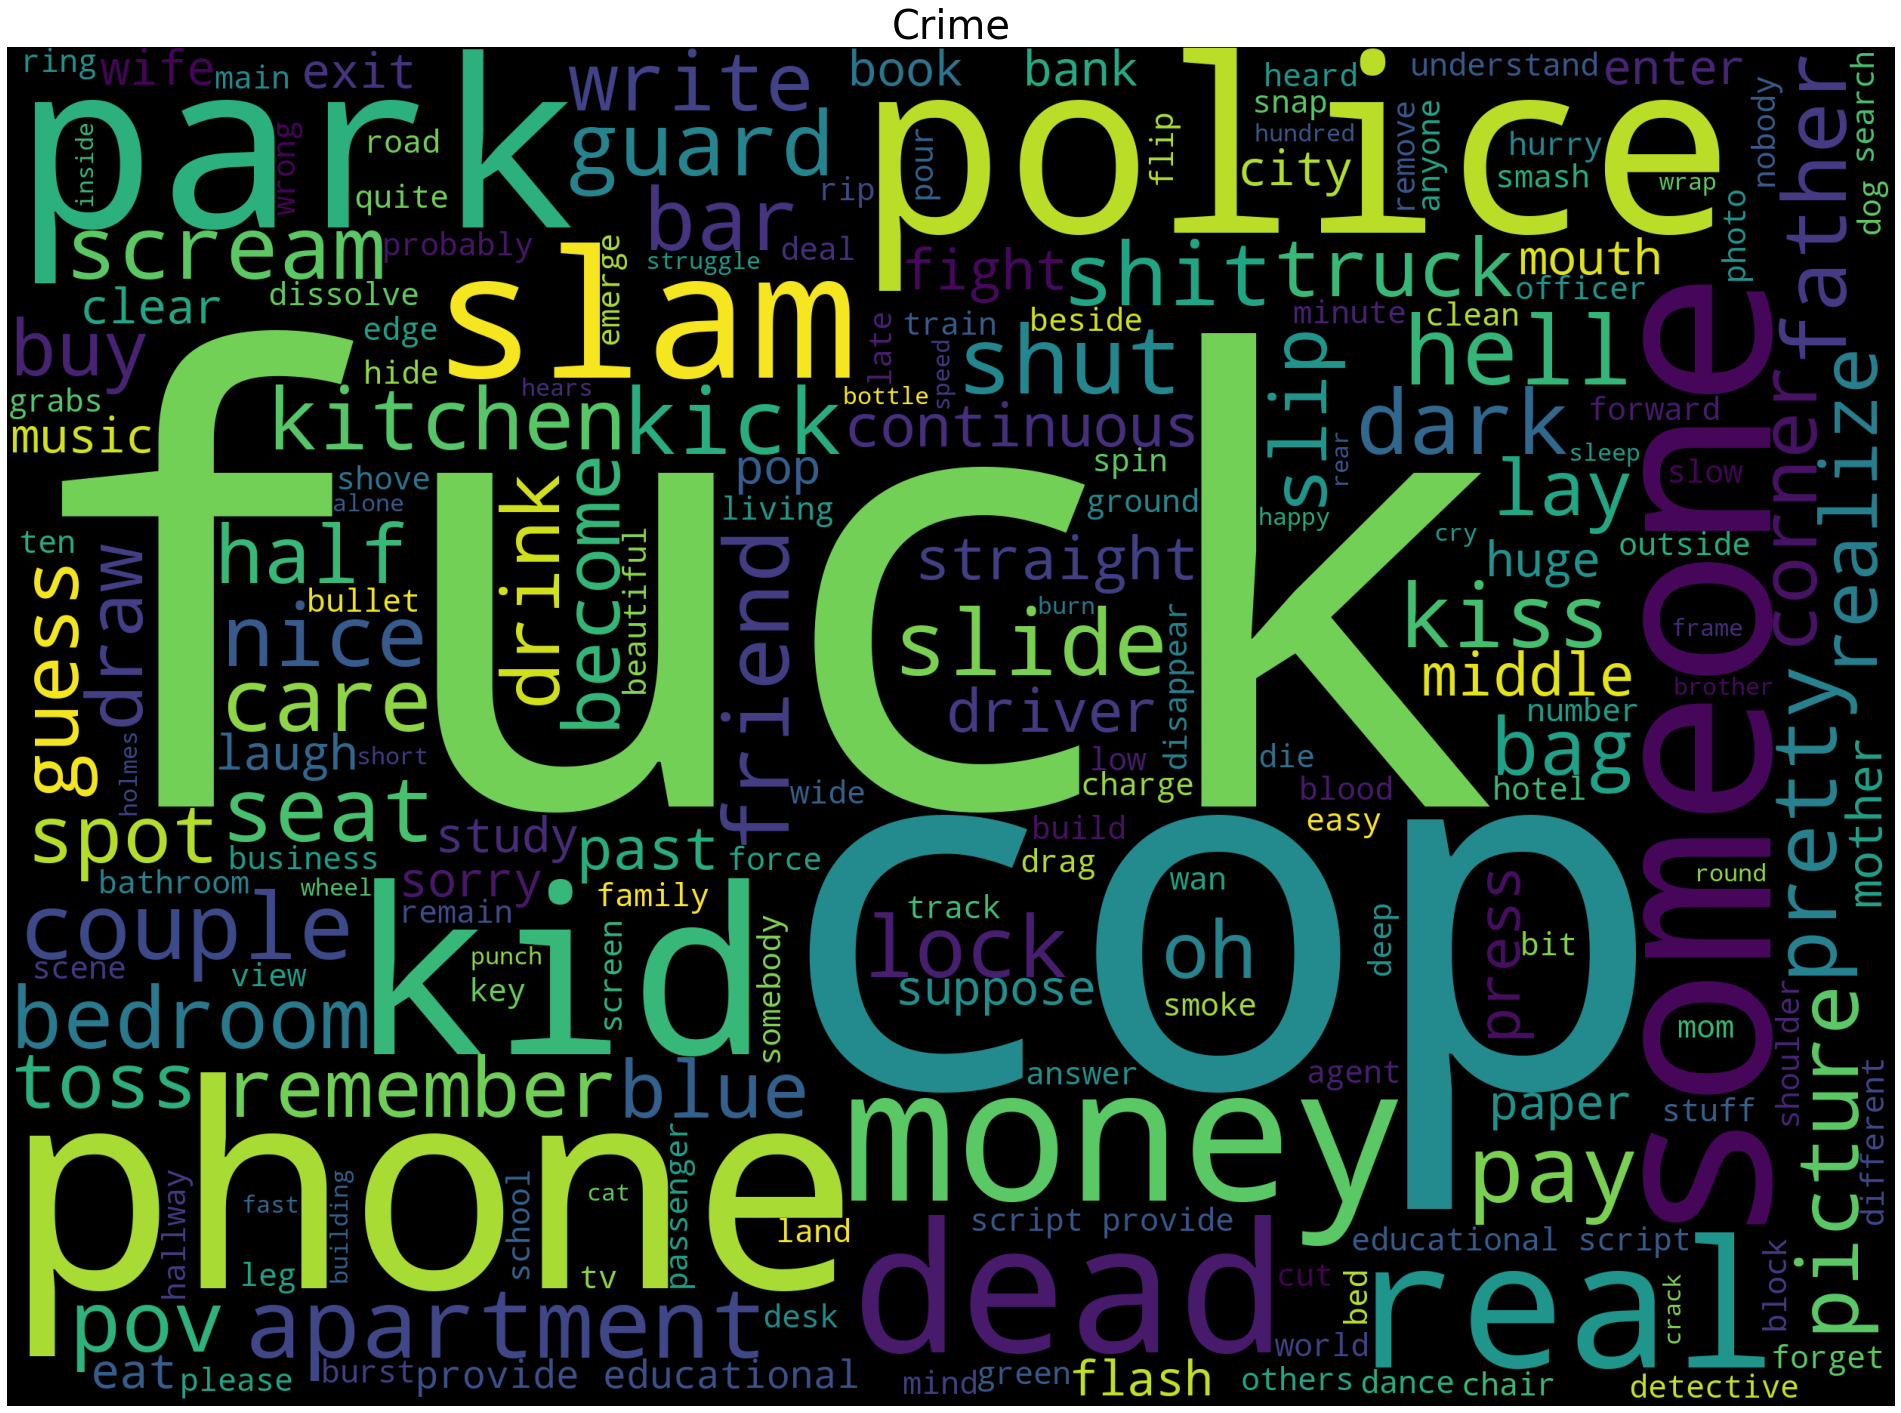 Crime
ring wife main exit write book bank heard understand enter
park police guard snap hundred
inside wrong road quite rip pour flip city remove anyone hurry smash wrap nobody father dog search
scream probably bar deal struggle fight shit truck mouth photo
clear dissolve emerge officer
buy edge slam late train beside minute clean
hide shut speed slip hell
grabs hears bottle
music kitchen kick continuous dark forward corner realize
fuck someone
shove pop spin rear sleep slow
alone living ground happy lay
ten half drink become beautiful friend straight cry huge outside
guess draw bullet burn disappear
nice slide kiss frame
care driver middle brother
holmes laugh short low die number pretty
seat wide charge blood bag hotel mother
spot study past build easy
business force drag
bathroom wheel sorry family wan round
couple remain track lock oh press bit
scene view kid punch key screen somebody suppose smoke deep cop
bedroom mom shoulder picture
toss remember blue answer agent paper stuff different
phone money pay
hallway fast building school cat passenger land script provide educational script
leg tv dead cut bed real crack block
pov apartment desk world
eat please burst provide educational mind green flash others dance chair forget
detective